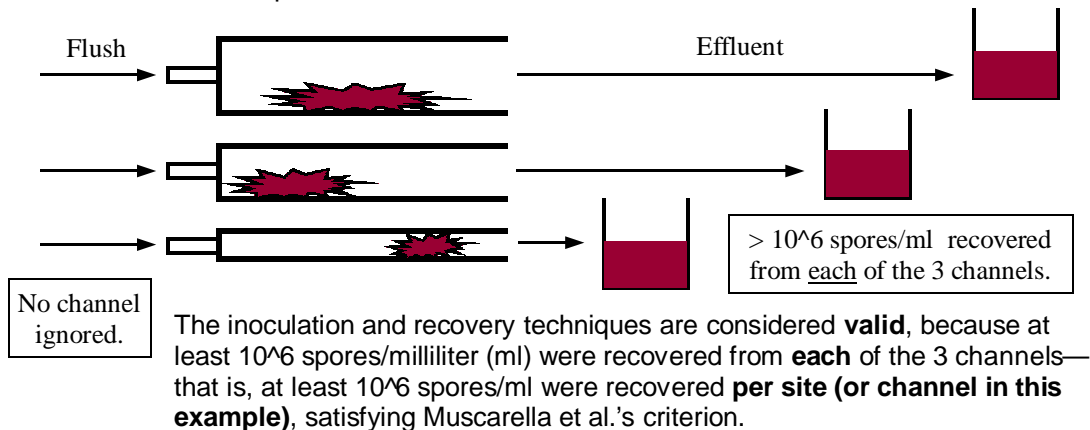 Flush
Effluent
> 10^6 spores/ml recovered
from each of the 3 channels.
No channel
ignored.
The inoculation and recovery techniques are considered valid, because at
least 10^6 spores/milliliter (ml) were recovered from each of the 3 channels—
that is, at least 10^6 spores/ml were recovered per site (or channel in this
example), satisfying Muscarella et al.'s criterion.